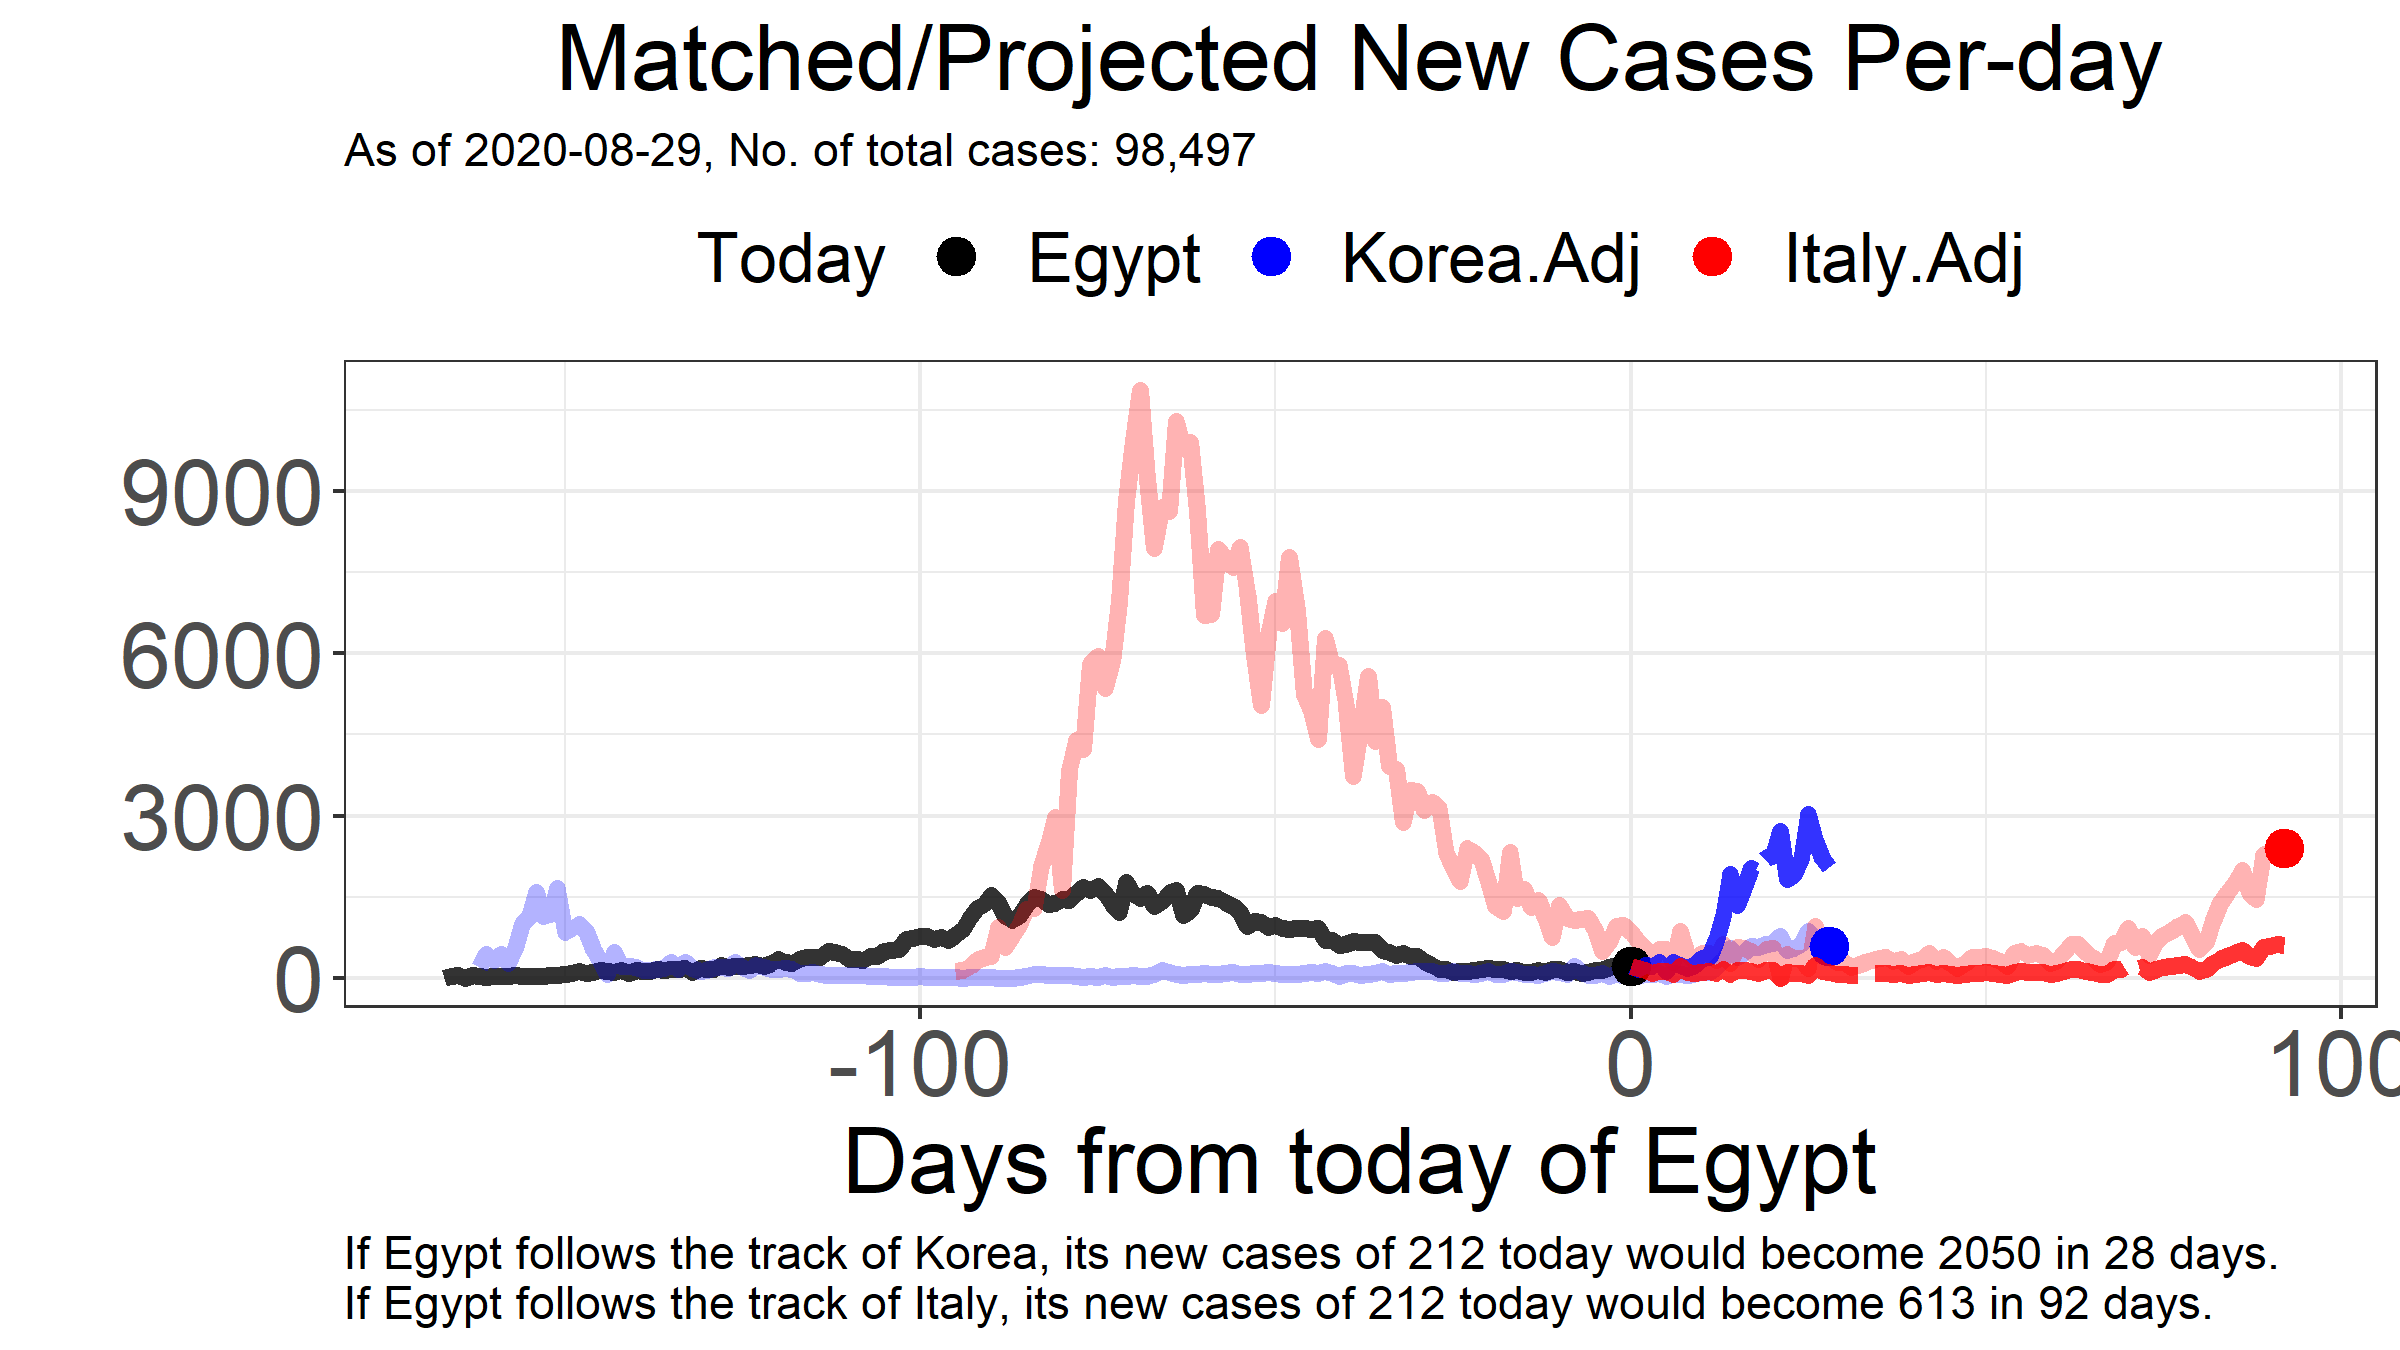 Matched/Projected New Cases Per-day
As of 2020-08-29, No. of total cases: 98,497
Today Egypt Korea.Adj Italy.Adj
9000
6000
3000
0
-100 0 100
Days from today of Egypt
If Egypt follows the track of Korea, its new cases of 212 today would become 2050 in 28 days.
If Egypt follows the track of Italy, its new cases of 212 today would become 613 in 92 days.